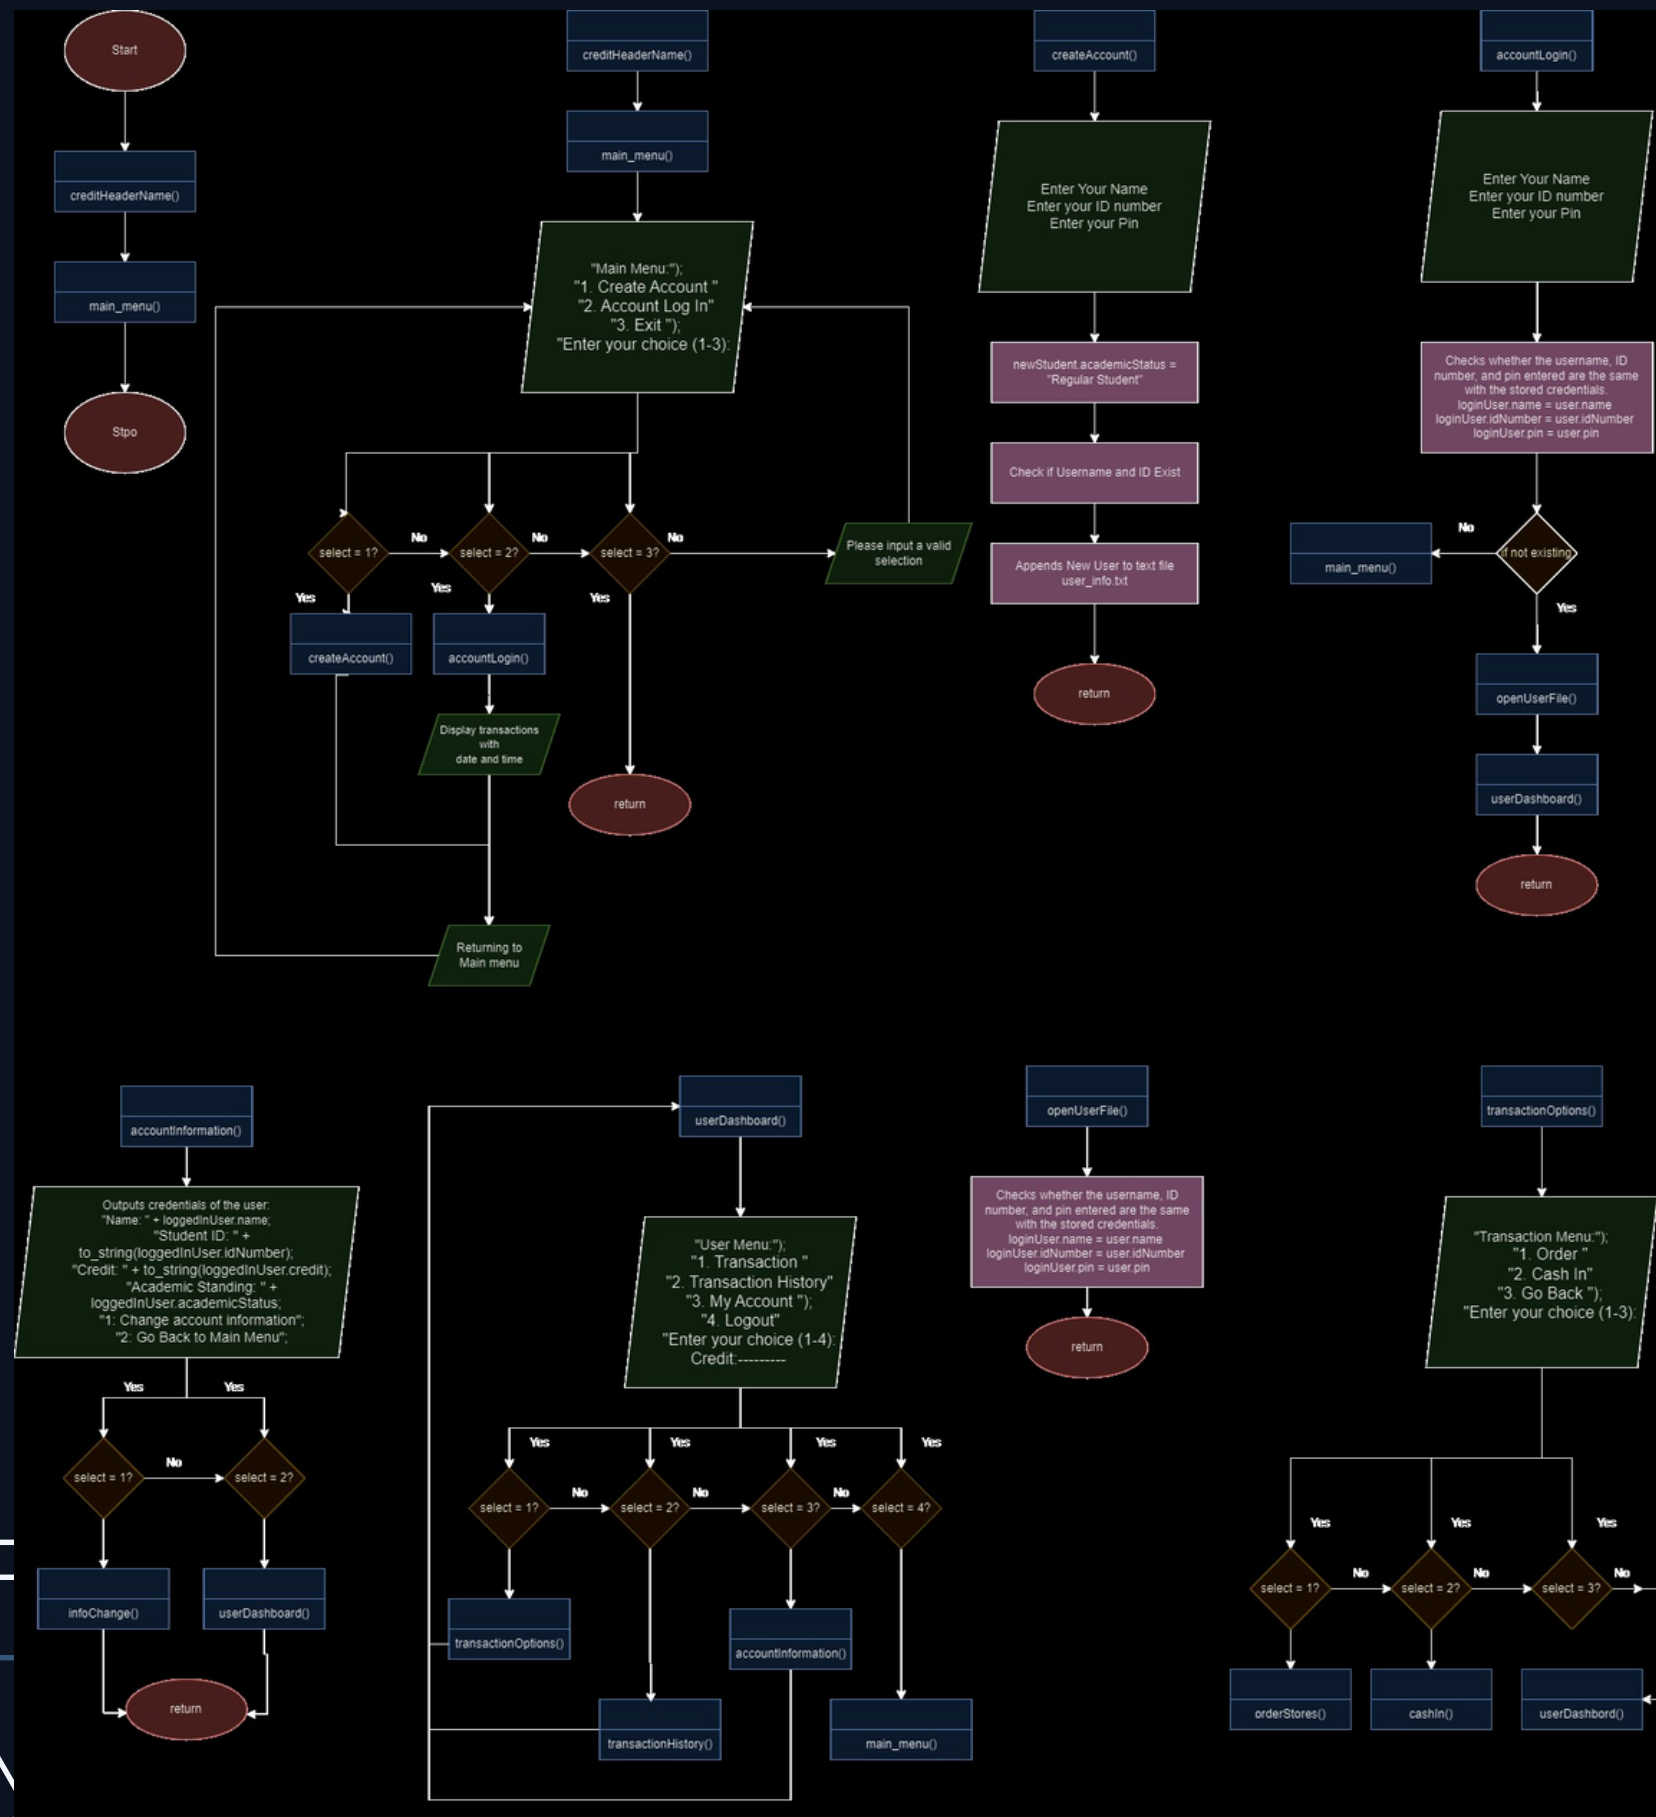 Start
creditHeaderName()
main_menu()
Stpo
creditHeaderName()
main_menu()
"Main Menu:");
"1. Create Account "
"2. Account Log In"
"3. Exit ");
"Enter your choice (1-3):
select = 1?
No
select = 2?
No
select = 3?
No
Please input a valid
selection
Yes
Yes
Yes
createAccount()
accountLogin()
Display transactions
with
date and time
return
Returning to
Main menu
createAccount()
Enter Your Name
Enter your ID number
Enter your Pin
newStudent.academicStatus =
"Regular Student"
Check if Username and ID Exist
Appends New User to text file
user_info.txt
return
accountLogin()
Enter Your Name
Enter your ID number
Enter your Pin
Checks whether the username, ID
number, and pin entered are the same
with the stored credentials.
loginUser.name = user.name
loginUser.idNumber = user.idNumber
loginUser.pin = user.pin
No
if not existing
main_menu()
Yes
openUserFile()
userDashboard()
return
accountInformation()
Outputs credentials of the user:
"Name: " + loggedInUser.name;
"Student ID: " +
to_string(loggedInUser.idNumber);
"Credit: " + to_string(loggedInUser.credit);
"Academic Standing: " +
loggedInUser.academicStatus;
"1: Change account information";
"2: Go Back to Main Menu";
Yes
Yes
select = 1?
No
select = 2?
infoChange()
userDashboard()
return
userDashboard()
"User Menu:");
"1. Transaction "
"2. Transaction History"
"3. My Account ");
"4. Logout"
"Enter your choice (1-4):
Credit:---------
Yes
Yes
Yes
Yes
select = 1?
No
select = 2?
No
select = 3?
No
select = 4?
transactionOptions()
accountInformation()
transactionHistory()
main_menu()
openUserFile()
Checks whether the username, ID
number, and pin entered are the same
with the stored credentials.
loginUser.name = user.name
loginUser.idNumber = user.idNumber
loginUser.pin = user.pin
return
transactionOptions()
"Transaction Menu:");
"1. Order "
"2. Cash In"
"3. Go Back ");
"Enter your choice (1-3):
Yes
Yes
Yes
select = 1?
No
select = 2?
No
select = 3?
No
orderStores()
cashIn()
userDashbord()